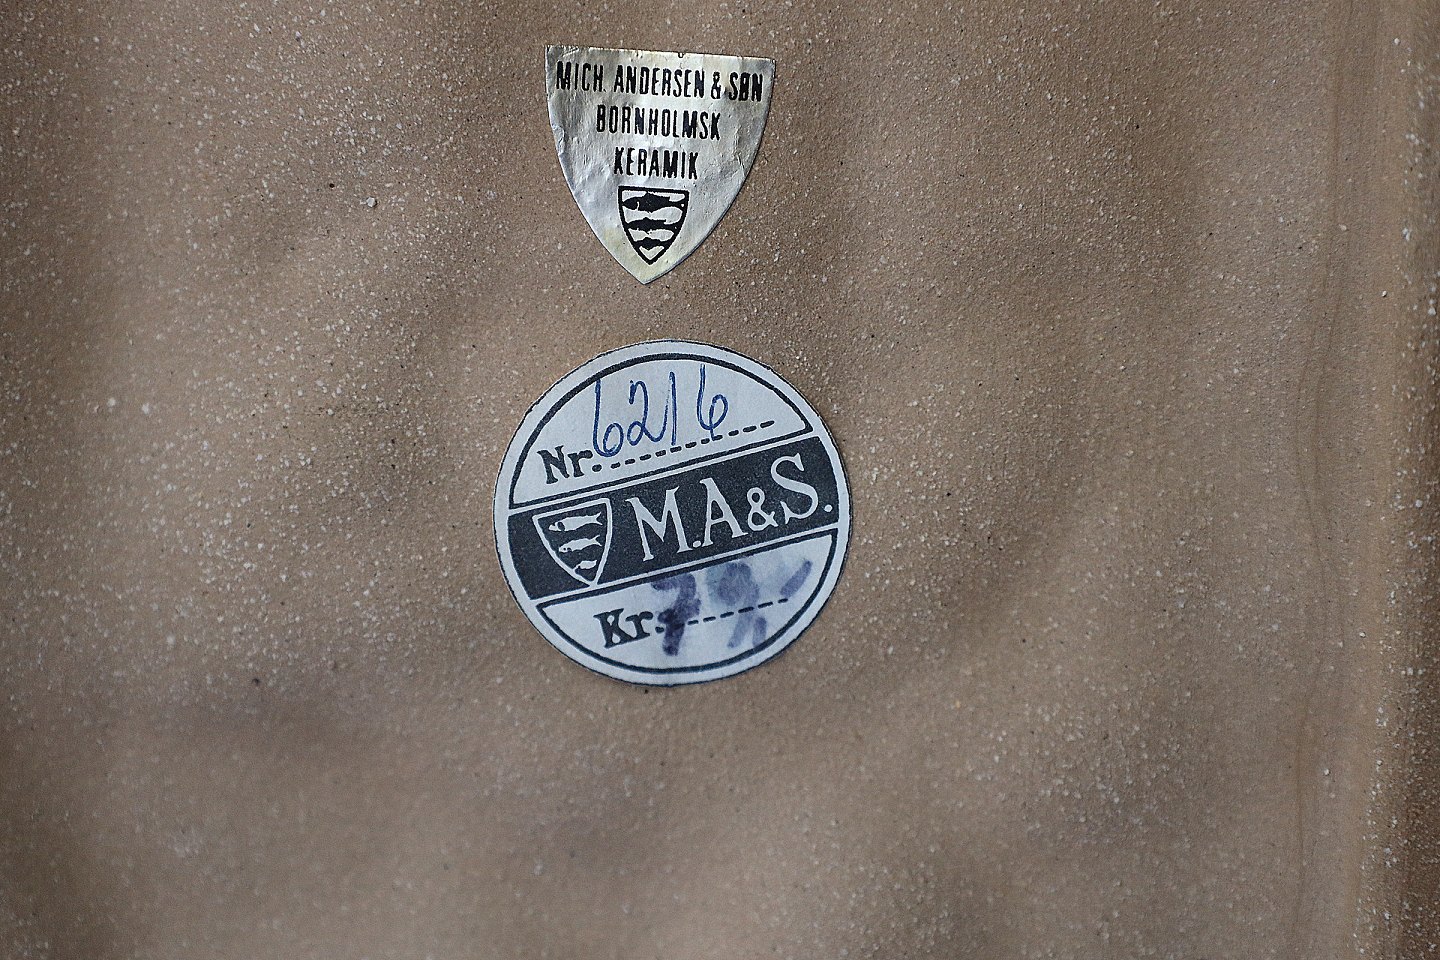 MICH. ANDERSEN & SØN
BORNHOLMSK
KERAMIK
Nr. 6216
M.A&S.
Kr.